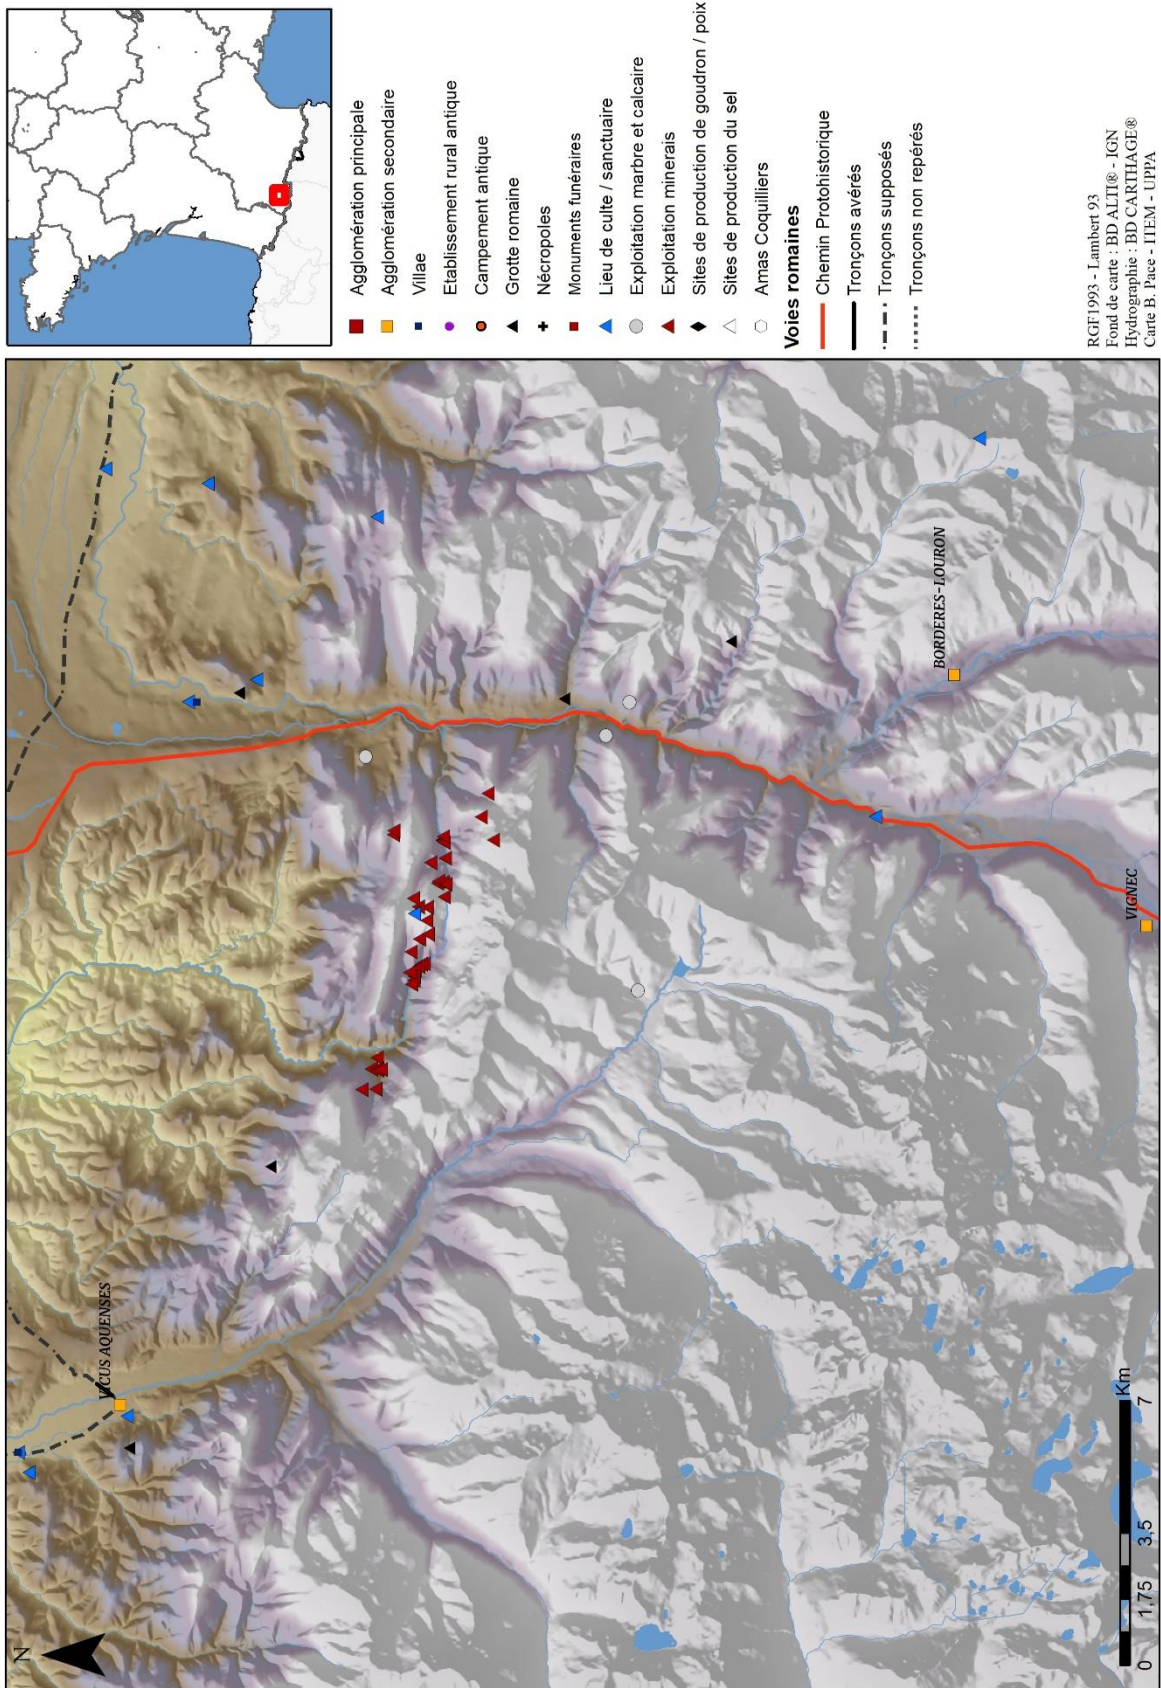 N
VICUS AQUENSES
BORDERES-LOURON
VIGNEC
0 1,75 3,5 7
Km
Agglomération principale
Agglomération secondaire
Villae
Etablissement rural antique
Campement antique
Grotte romaine
Nécropoles
Monuments funéraires
Lieu de culte / sanctuaire
Exploitation marbre et calcaire
Exploitation minerais
Sites de production de goudron / poix
Sites de production du sel
Amas Coquilliers
Voies romaines
Chemin Protohistorique
Tronçons avérés
Tronçons supposés
Tronçons non repérés
RGF1993 - Lambert 93
Fond de carte : BD ALTI® - IGN
Hydrographie : BD CARTHAGE®
Carte B. Pace - ITEM - UPPA